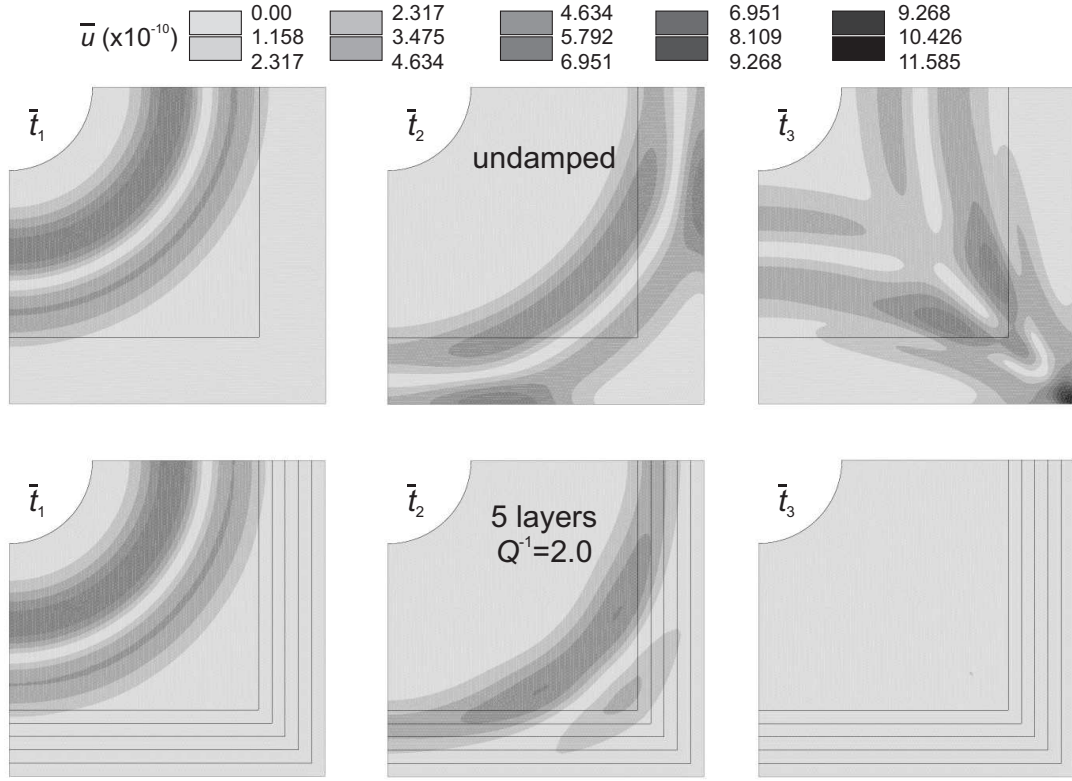 u̅ (x10⁻¹⁰)
0.00 2.317 4.634 6.951 9.268
1.158 3.475 5.792 8.109 10.426
2.317 4.634 6.951 9.268 11.585
t̅₁ t̅₂ t̅₃
undamped
t̅₁ t̅₂ t̅₃
5 layers
Q⁻¹=2.0